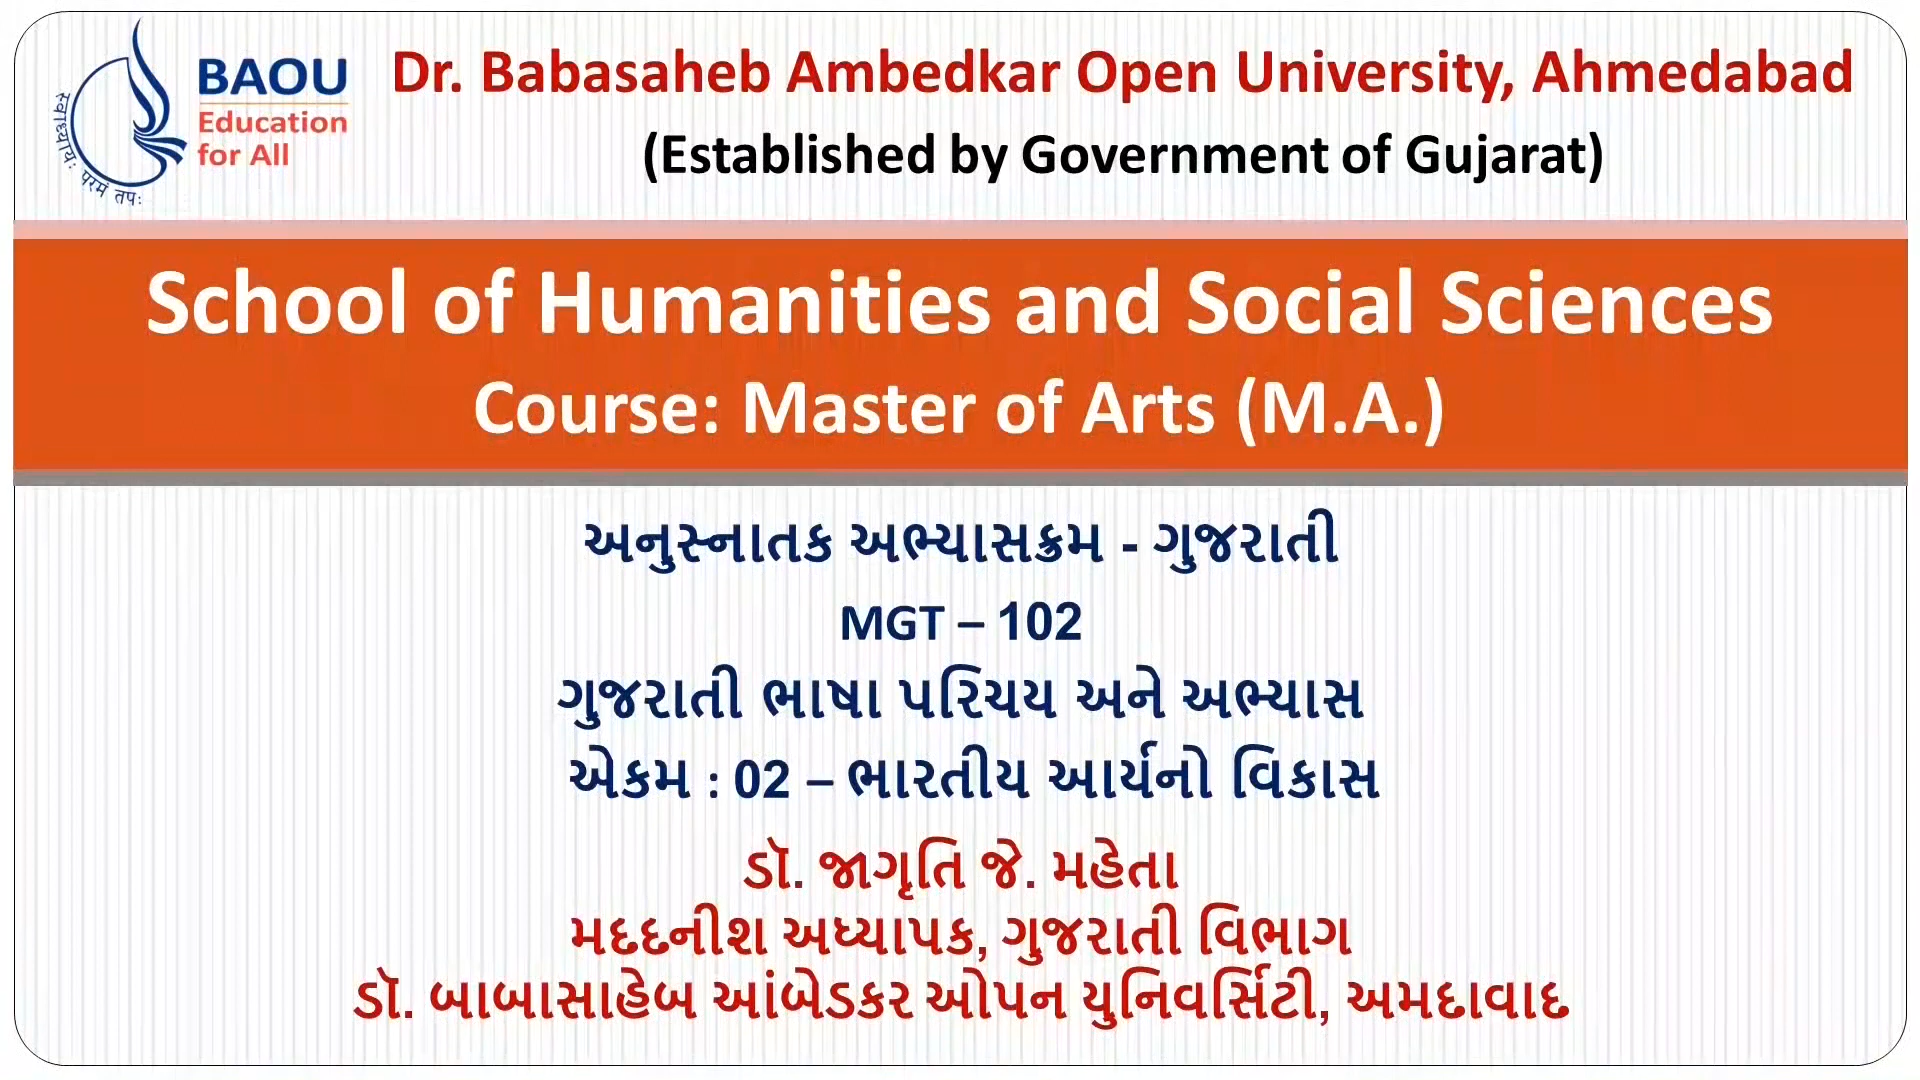 BAOU
Education
for All
स्वाध्यायः परमं तपः
Dr. Babasaheb Ambedkar Open University, Ahmedabad
(Established by Government of Gujarat)
School of Humanities and Social Sciences
Course: Master of Arts (M.A.)
અનુસ્નાતક અભ્યાસક્રમ - ગુજરાતી
MGT – 102
ગુજરાતી ભાષા પરિચય અને અભ્યાસ
એકમ : 02 – ભારતીય આર્યનો વિકાસ
ડૉ. જાગૃતિ જે. મહેતા
મદદનીશ અધ્યાપક, ગુજરાતી વિભાગ
ડૉ. બાબાસાહેબ આંબેડકર ઓપન યુનિવર્સિટી, અમદાવાદ